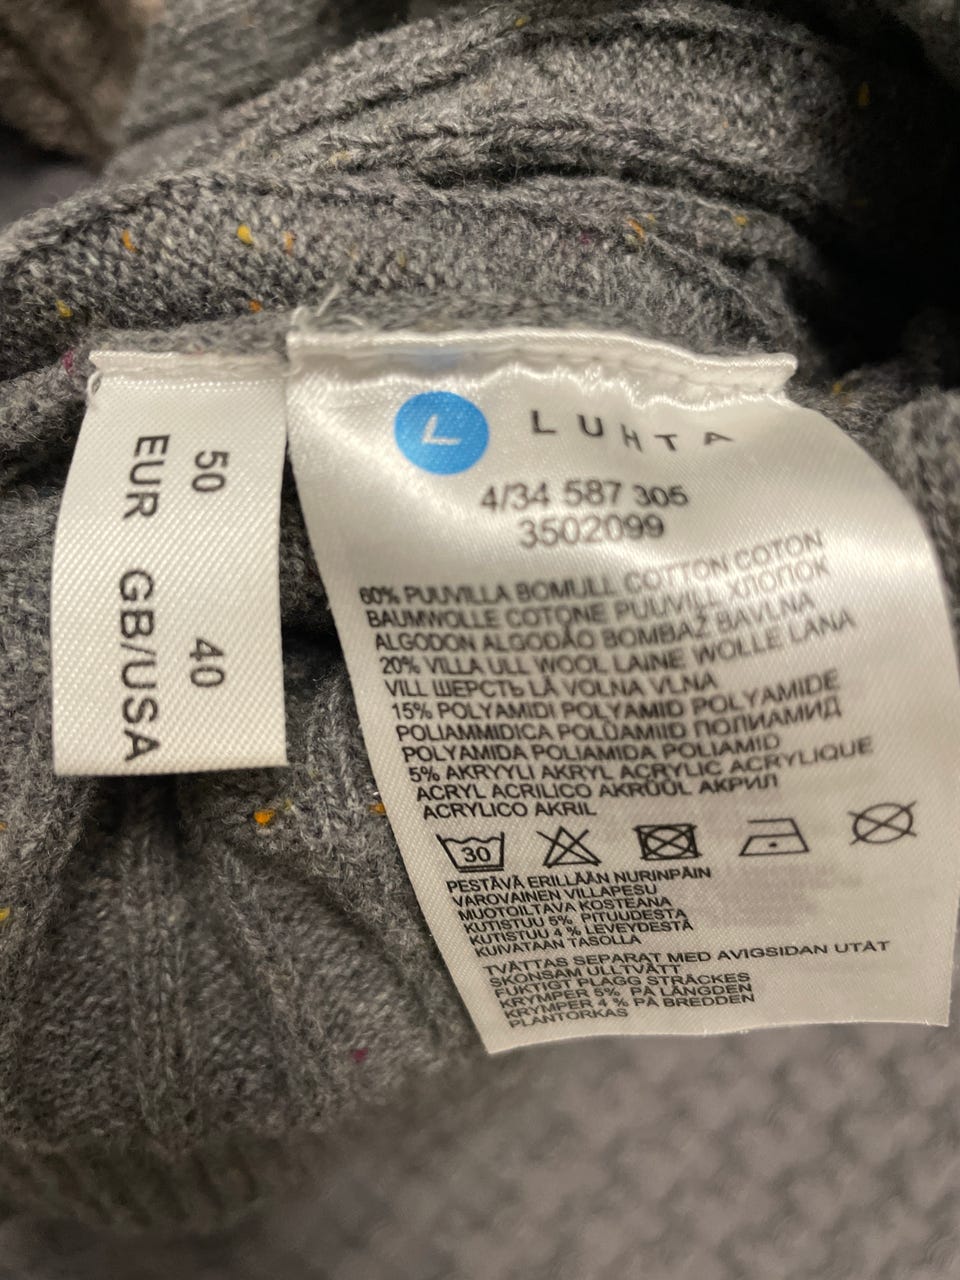 50 40
EUR GB/USA
L LUHTA
4/34 587 305
3502099
60% PUUVILLA BOMULL COTTON COTON
BAUMWOLLE COTONE PUUVILL ХЛОПОК
ALGODON ALGODÃO BOMBAŽ BAVLNA
20% VILLA ULL WOOL LAINE WOLLE LANA
VILL ШЕРСТЬ LÃ VOLNA VLNA
15% POLYAMIDI POLYAMID POLYAMIDE
POLIAMMIDICA POLÜAMIID ПОЛИАМИД
POLYAMIDA POLIAMIDA POLIAMID
5% AKRYYLI AKRYL ACRYLIC ACRYLIQUE
ACRYL ACRILICO AKRÜÜL АКРИЛ
ACRYLICO AKRIL
30
PESTÄVÄ ERILLÄÄN NURINPÄIN
VAROVAINEN VILLAPESU
MUOTOILTAVA KOSTEANA
KUTISTUU 5% PITUUDESTA
KUTISTUU 4 % LEVEYDESTÄ
KUIVATAAN TASOLLA
TVÄTTAS SEPARAT MED AVIGSIDAN UTÅT
SKONSAM ULLTVÄTT
FUKTIGT PLAGG STRÄCKES
KRYMPER 5% PÅ LÄNGDEN
KRYMPER 4 % PÅ BREDDEN
PLANTORKAS